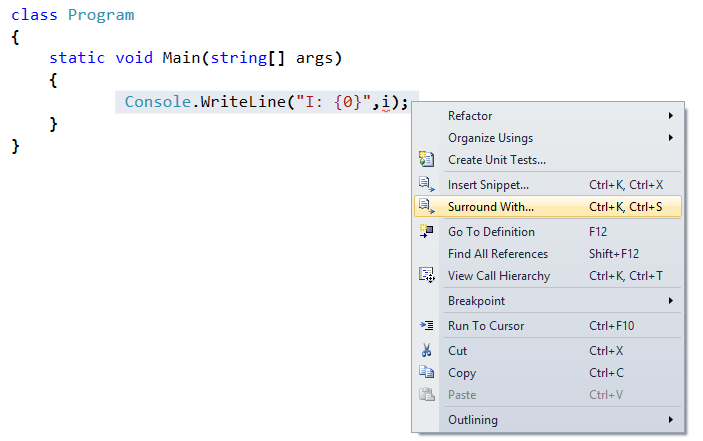 class Program
{
static void Main(string[] args)
{
Console.WriteLine("I: {0}",i);
}
}
Refactor
Organize Usings
Create Unit Tests...
Insert Snippet... Ctrl+K, Ctrl+X
Surround With... Ctrl+K, Ctrl+S
Go To Definition F12
Find All References Shift+F12
View Call Hierarchy Ctrl+K, Ctrl+T
Breakpoint
Run To Cursor Ctrl+F10
Cut Ctrl+X
Copy Ctrl+C
Paste Ctrl+V
Outlining